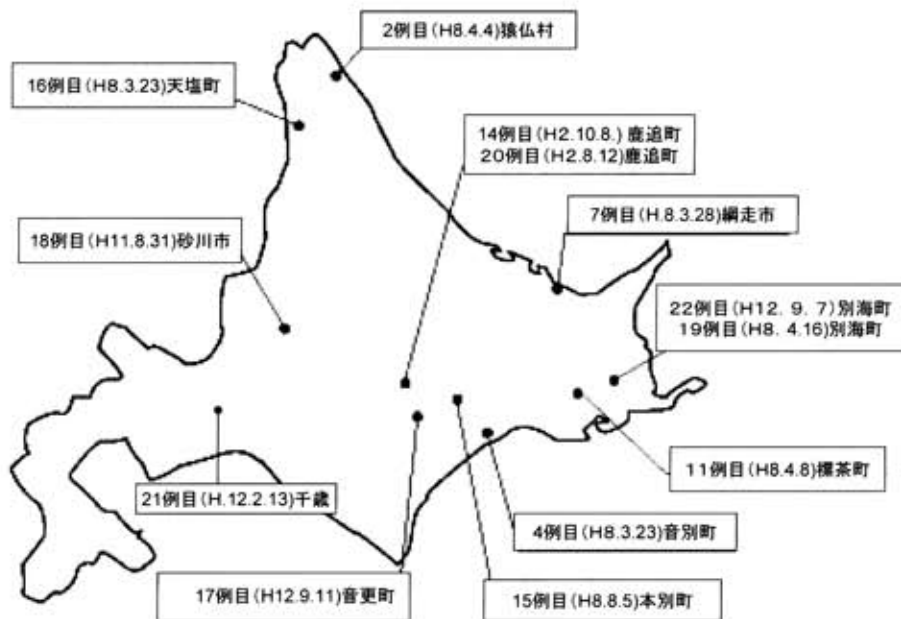 2例目(H8.4.4)猿仏村
16例目(H8.3.23)天塩町
14例目(H2.10.8.) 鹿追町
20例目(H2.8.12)鹿追町
7例目(H.8.3.28)網走市
18例目(H11.8.31)砂川市
22例目(H12. 9. 7)別海町
19例目(H8. 4.16)別海町
11例目(H8.4.8)標茶町
21例目(H.12.2.13)千歳
4例目(H8.3.23)音別町
17例目(H12.9.11)音更町
15例目(H8.8.5)本別町